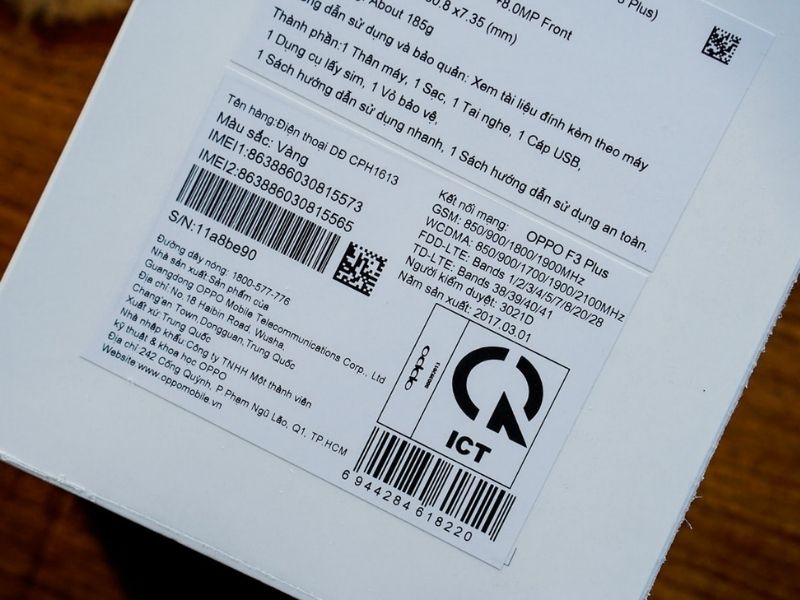 Plus)
+8.0MP Front
x7.35 (mm)
About 185g
dẫn sử dụng và bảo quản: Xem tài liệu đính kèm theo máy
Thành phần:1 Thân máy, 1 Sạc, 1 Tai nghe, 1 Cáp USB,
1 Dụng cụ lấy sim, 1 Vỏ bảo vệ,
1 Sách hướng dẫn sử dụng nhanh, 1 Sách hướng dẫn sử dụng an toàn.
Tên hàng:Điện thoại DĐ CPH1613
Màu sắc: Vàng
IMEI1:863886030815573
IMEI2:863886030815565
S/N:11a8be90
Đường dây nóng: 1800-577-776
Nhà sản xuất:Sản phẩm của
Guangdong OPPO Mobile Telecommunications Corp., Ltd
Địa chỉ:No.18 Haibin Road, Wusha,
Chang'an Town,Dongguan,Trung Quốc
Xuất xứ:Trung Quốc
Nhà nhập khẩu:Công ty TNHH Một thành viên
kỹ thuật & khoa học OPPO
Địa chỉ:242 Cống Quỳnh, P.Phạm Ngũ Lão, Q1, TP.HCM
Website:www.oppomobile.vn
OPPO F3 Plus
Kết nối mạng:
GSM: 850/900/1800/1900MHz
WCDMA: 850/900/1700/1900/2100MHz
FDD-LTE: Bands 1/2/3/4/5/7/8/20/28
TD-LTE: Bands 38/39/40/41
Người kiểm duyệt: 3021D
Năm sản xuất: 2017.03.01
oppo
ICT
6944284618220